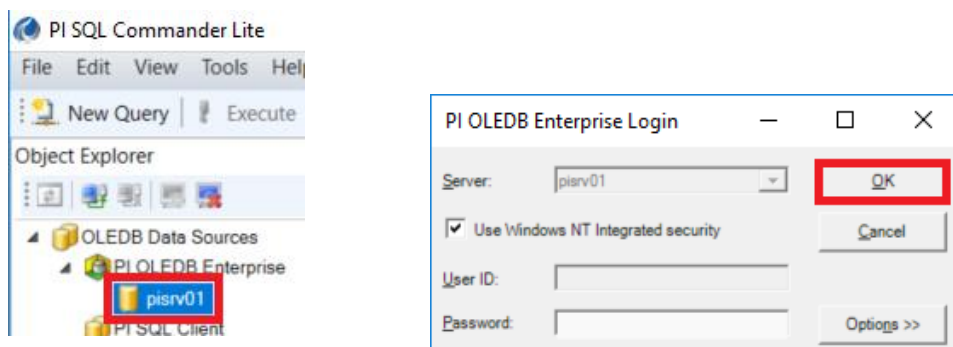 PI SQL Commander Lite
File Edit View Tools Hel
New Query Execute
Object Explorer
OLEDB Data Sources
PI OLEDB Enterprise
pisrv01
PI SQL Client
PI OLEDB Enterprise Login
Server: pisrv01 OK
Use Windows NT Integrated security Cancel
User ID:
Password: Options >>